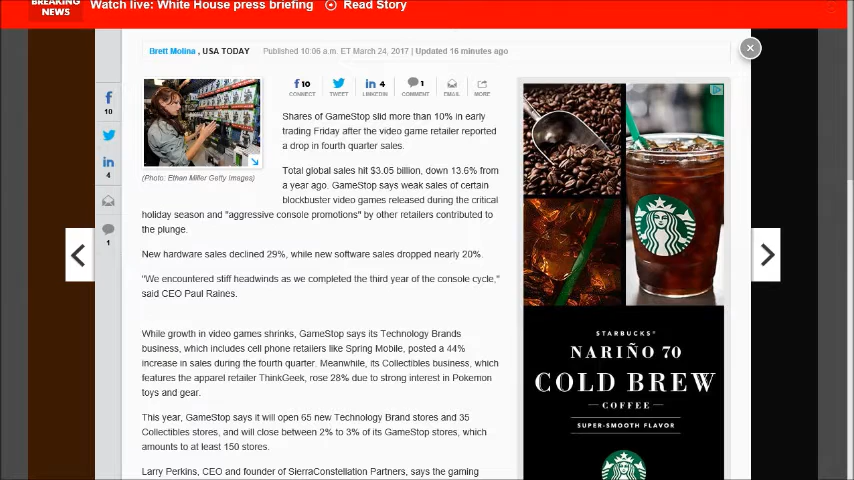 BREAKING
NEWS
Watch live: White House press briefing
Read Story
Brett Molina, USA TODAY
Published 10:06 a.m. ET March 24, 2017 | Updated 16 minutes ago
10
CONNECT
TWEET
4
LINKEDIN
1
COMMENT
EMAIL
MORE
10
4
1
(Photo: Ethan Miller Getty Images)
Shares of GameStop slid more than 10% in early
trading Friday after the video game retailer reported
a drop in fourth quarter sales.
Total global sales hit $3.05 billion, down 13.6% from
a year ago. GameStop says weak sales of certain
blockbuster video games released during the critical
holiday season and "aggressive console promotions" by other retailers contributed to
the plunge.
New hardware sales declined 29%, while new software sales dropped nearly 20%.
"We encountered stiff headwinds as we completed the third year of the console cycle,"
said CEO Paul Raines.
While growth in video games shrinks, GameStop says its Technology Brands
business, which includes cell phone retailers like Spring Mobile, posted a 44%
increase in sales during the fourth quarter. Meanwhile, its Collectibles business, which
features the apparel retailer ThinkGeek, rose 28% due to strong interest in Pokemon
toys and gear.
This year, GameStop says it will open 65 new Technology Brand stores and 35
Collectibles stores, and will close between 2% to 3% of its GameStop stores, which
amounts to at least 150 stores.
Larry Perkins, CEO and founder of SierraConstellation Partners, says the gaming
STARBUCKS®
NARIÑO 70
COLD BREW
COFFEE
SUPER-SMOOTH FLAVOR